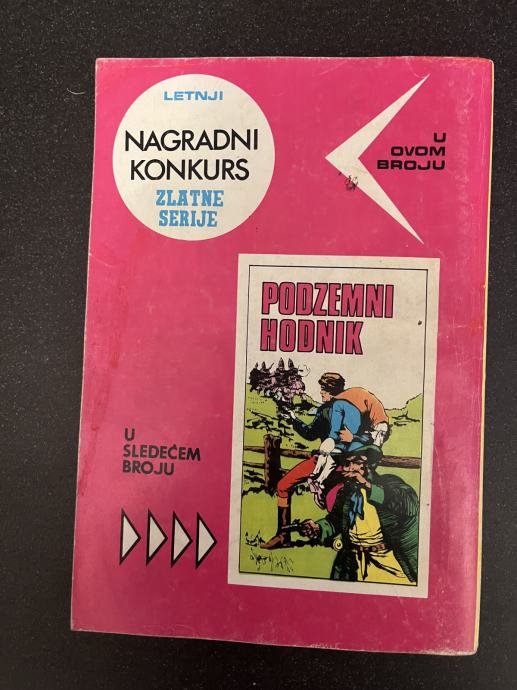 LETNJI
NAGRADNI
KONKURS
ZLATNE
SERIJE
U
OVOM
BROJU
PODZEMNI
HODNIK
U
SLEDEĆEM
BROJU